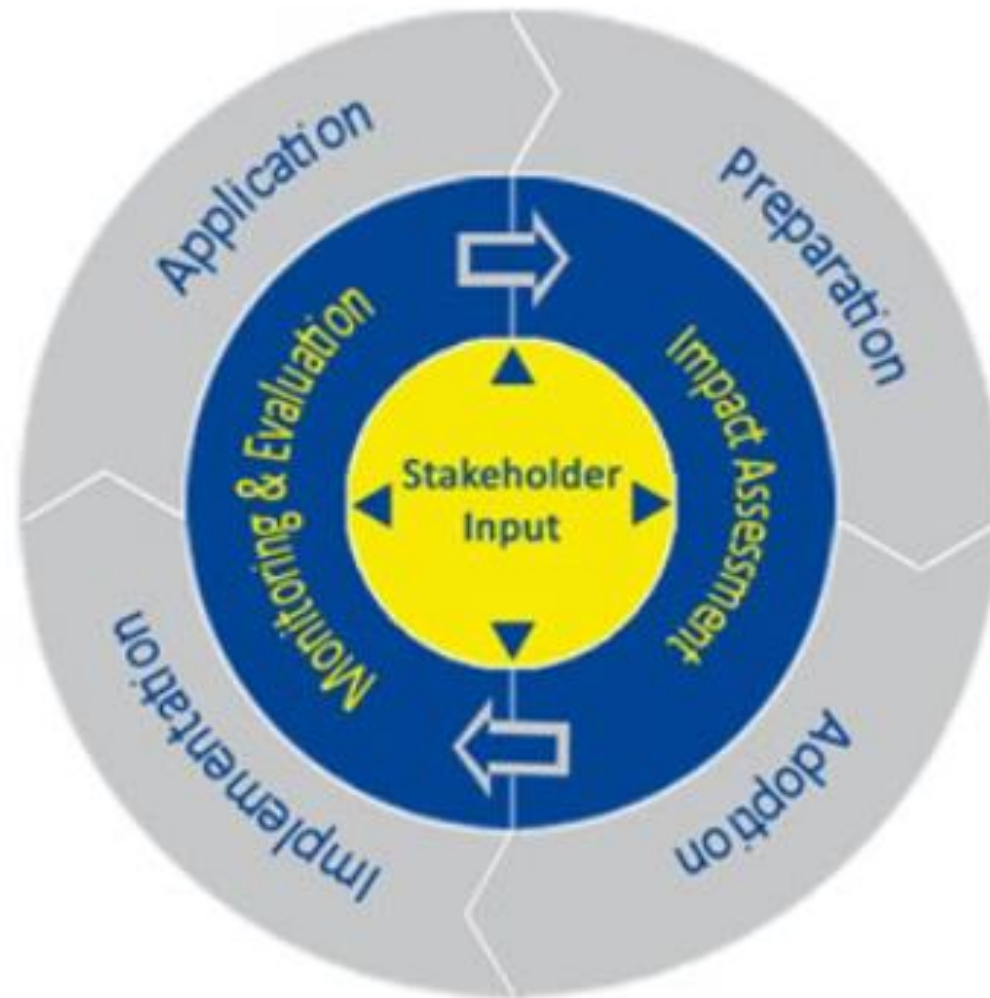 Application
Preparation
Monitoring & Evaluation
Impact Assessment
Stakeholder
Input
Implementation
Adoption